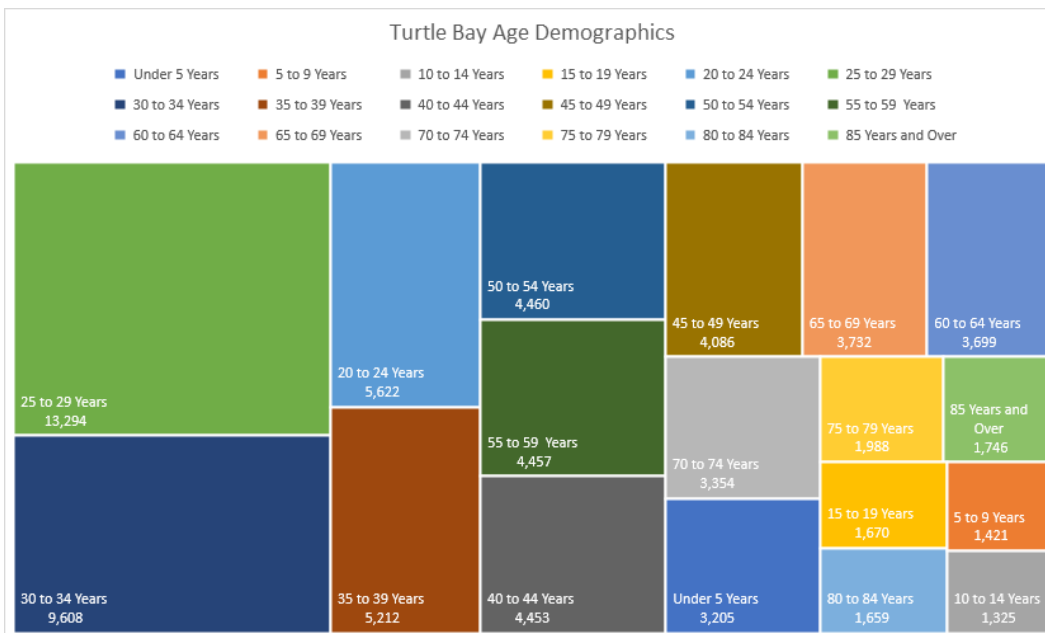 Turtle Bay Age Demographics
Under 5 Years 5 to 9 Years 10 to 14 Years 15 to 19 Years 20 to 24 Years 25 to 29 Years
30 to 34 Years 35 to 39 Years 40 to 44 Years 45 to 49 Years 50 to 54 Years 55 to 59  Years
60 to 64 Years 65 to 69 Years 70 to 74 Years 75 to 79 Years 80 to 84 Years 85 Years and Over
25 to 29 Years
13,294
30 to 34 Years
9,608
20 to 24 Years
5,622
35 to 39 Years
5,212
50 to 54 Years
4,460
55 to 59  Years
4,457
40 to 44 Years
4,453
45 to 49 Years
4,086
65 to 69 Years
3,732
60 to 64 Years
3,699
70 to 74 Years
3,354
Under 5 Years
3,205
75 to 79 Years
1,988
85 Years and
Over
1,746
15 to 19 Years
1,670
5 to 9 Years
1,421
80 to 84 Years
1,659
10 to 14 Years
1,325